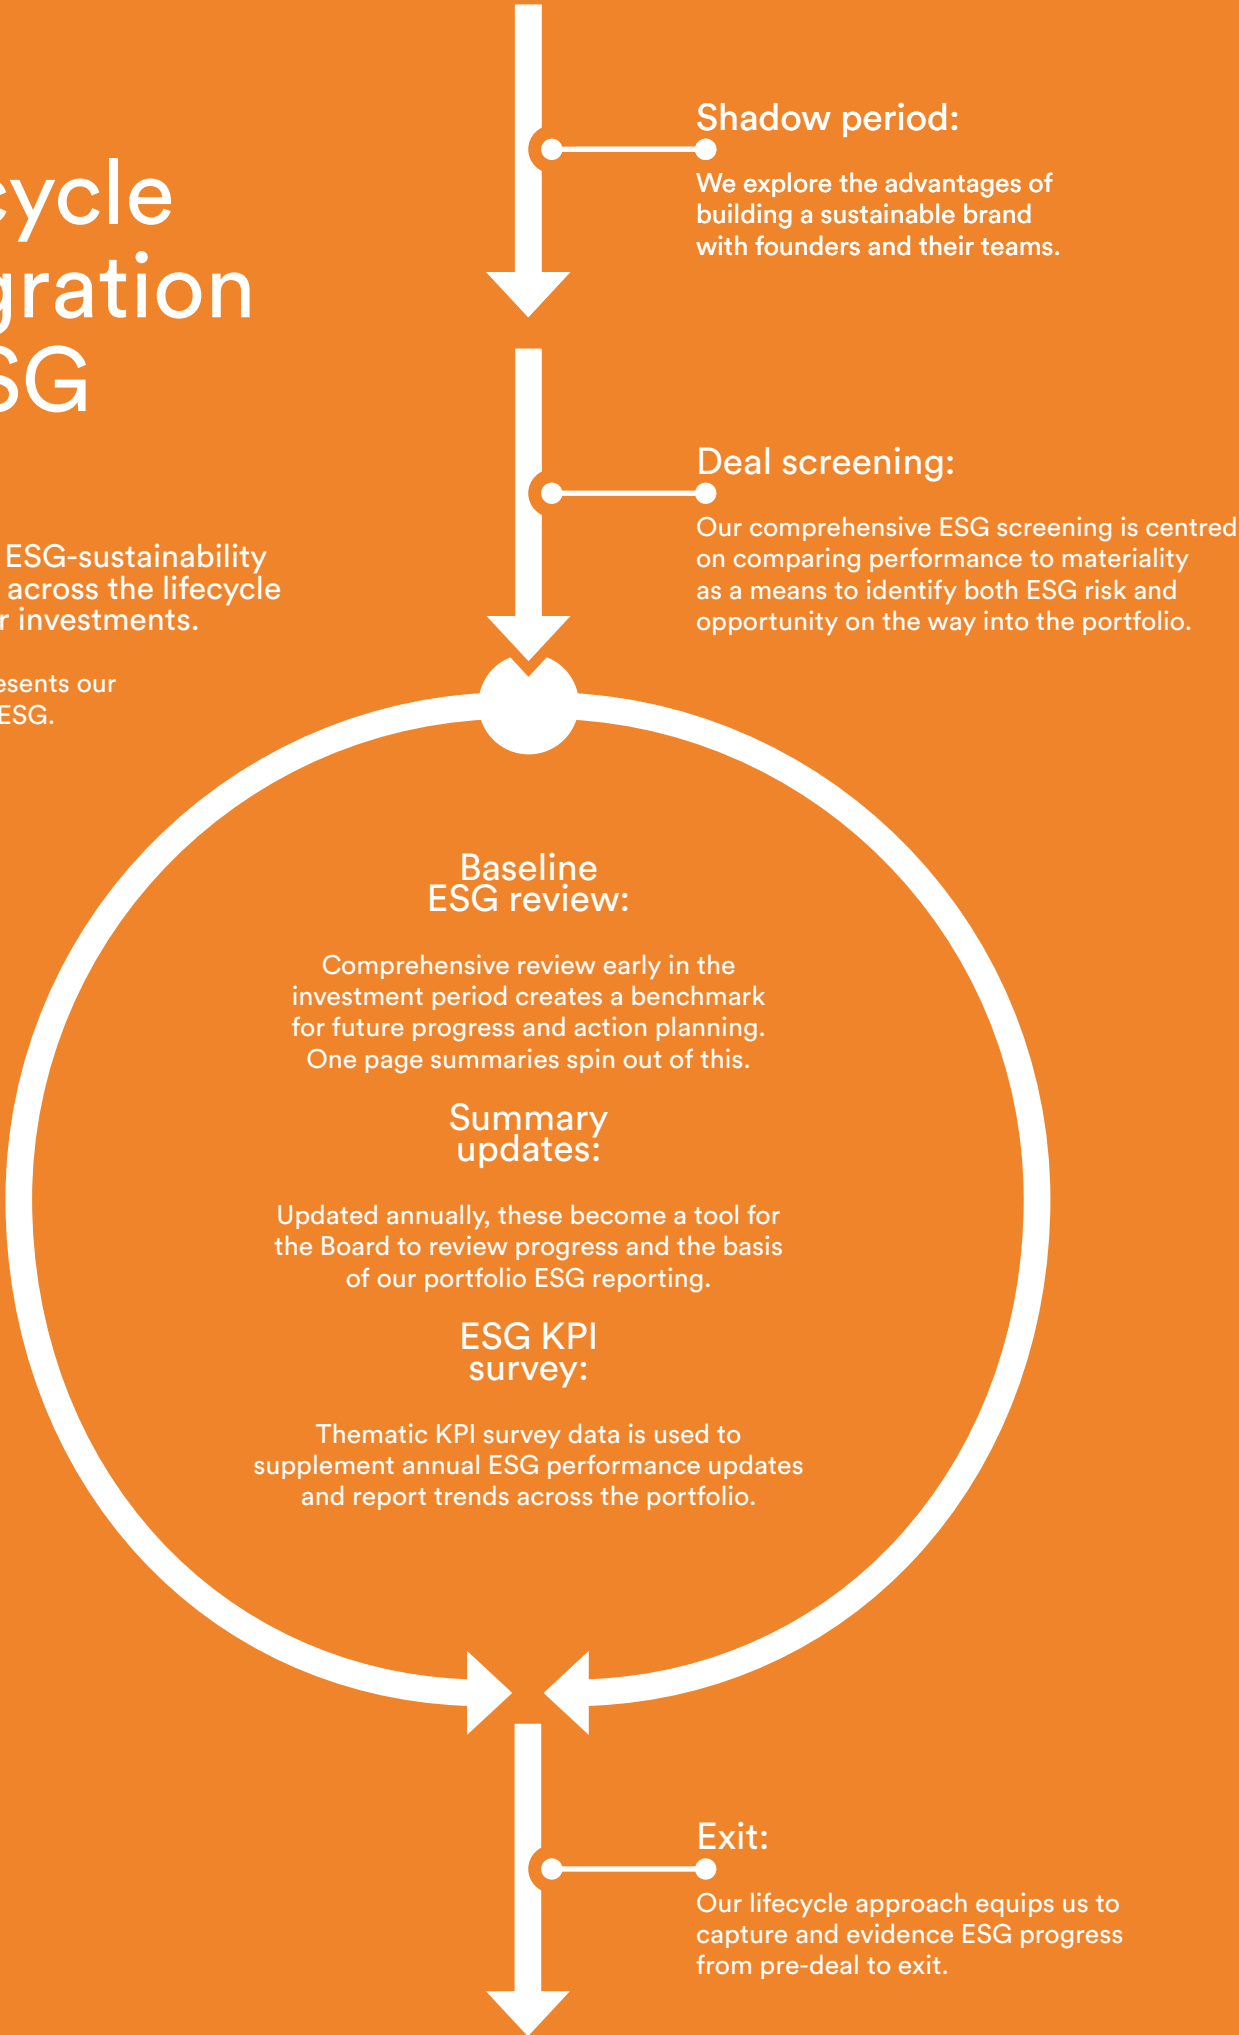 cycle
gration
SG
ESG-sustainability
across the lifecycle
r investments.
esents our
ESG.
Shadow period:
We explore the advantages of
building a sustainable brand
with founders and their teams.
Deal screening:
Our comprehensive ESG screening is centred
on comparing performance to materiality
as a means to identify both ESG risk and
opportunity on the way into the portfolio.
Baseline
ESG review:
Comprehensive review early in the
investment period creates a benchmark
for future progress and action planning.
One page summaries spin out of this.
Summary
updates:
Updated annually, these become a tool for
the Board to review progress and the basis
of our portfolio ESG reporting.
ESG KPI
survey:
Thematic KPI survey data is used to
supplement annual ESG performance updates
and report trends across the portfolio.
Exit:
Our lifecycle approach equips us to
capture and evidence ESG progress
from pre-deal to exit.